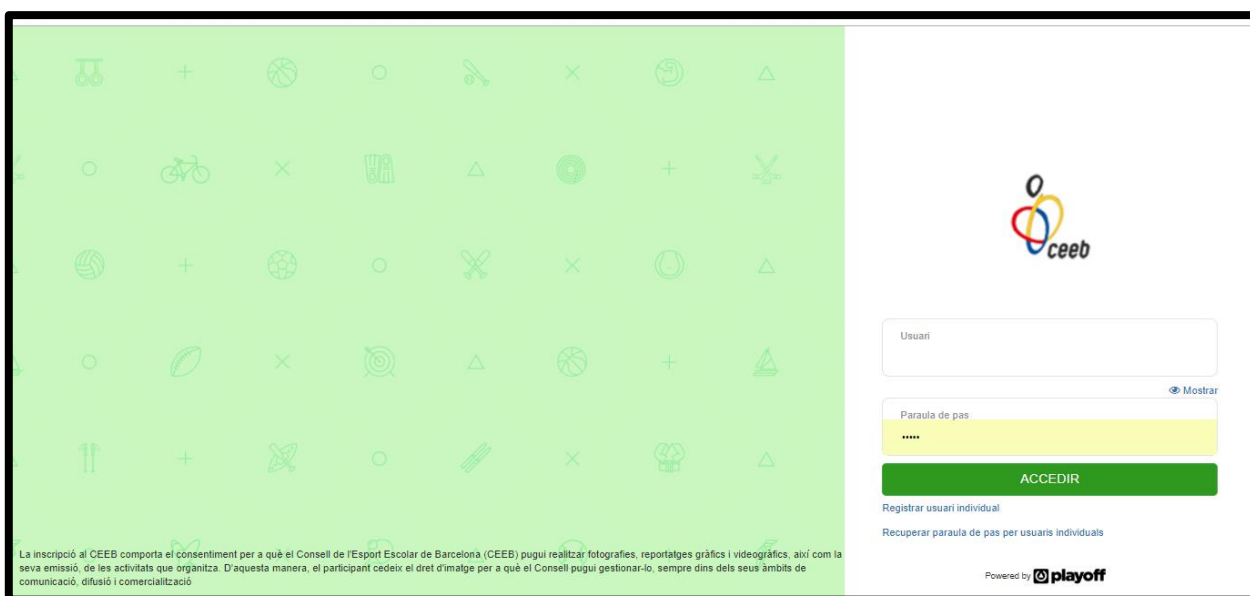 ceeb
Usuari
Mostrar
Paraula de pas
•••••
ACCEDIR
Registrar usuari individual
Recuperar paraula de pas per usuaris individuals
Powered by playoff
La inscripció al CEEB comporta el consentiment per a què el Consell de l'Esport Escolar de Barcelona (CEEB) pugui realitzar fotografies, reportatges gràfics i videogràfics, així com la
seva emissió, de les activitats que organitza. D'aquesta manera, el participant cedeix el dret d'imatge per a què el Consell pugui gestionar-lo, sempre dins dels seus àmbits de
comunicació, difusió i comercialització